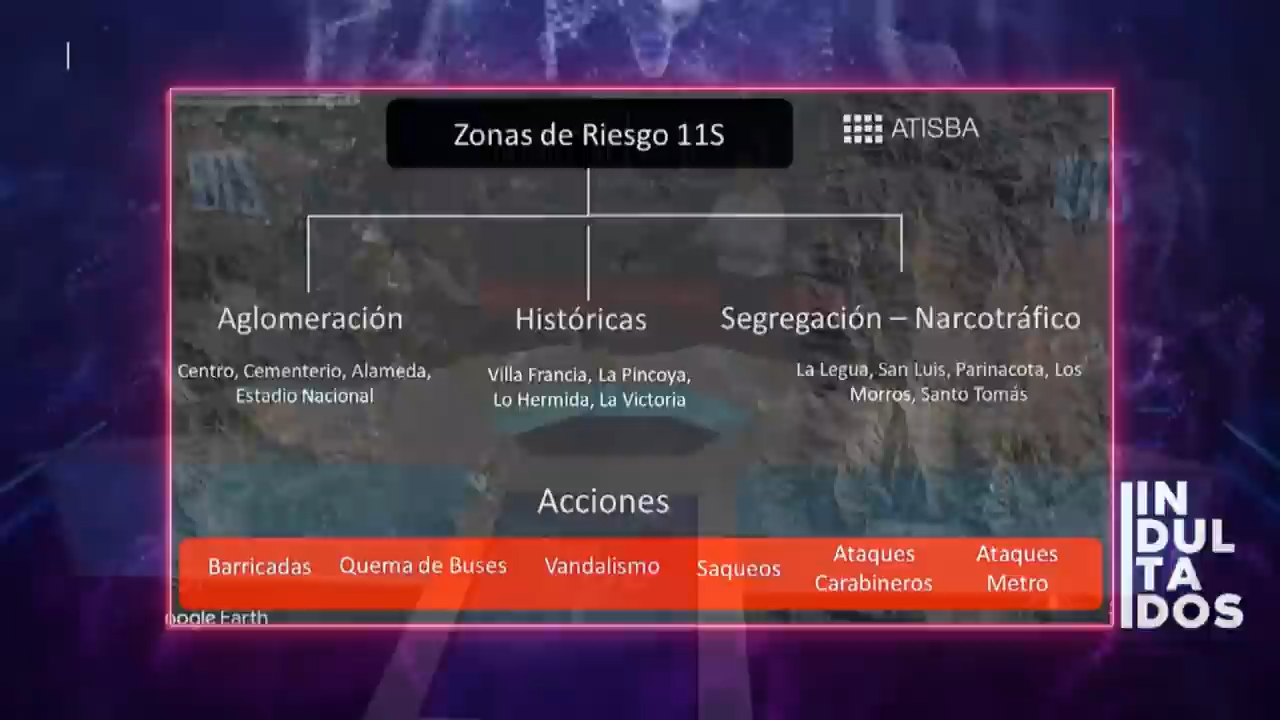 Zonas de Riesgo 11S
ATISBA
Aglomeración
Históricas
Segregación – Narcotráfico
Centro, Cementerio, Alameda,
Estadio Nacional
Villa Francia, La Pincoya,
Lo Hermida, La Victoria
La Legua, San Luis, Parinacota, Los
Morros, Santo Tomás
Acciones
Barricadas
Quema de Buses
Vandalismo
Saqueos
Ataques
Carabineros
Ataques
Metro
oogle Earth
IN
DUL
TA
DOS